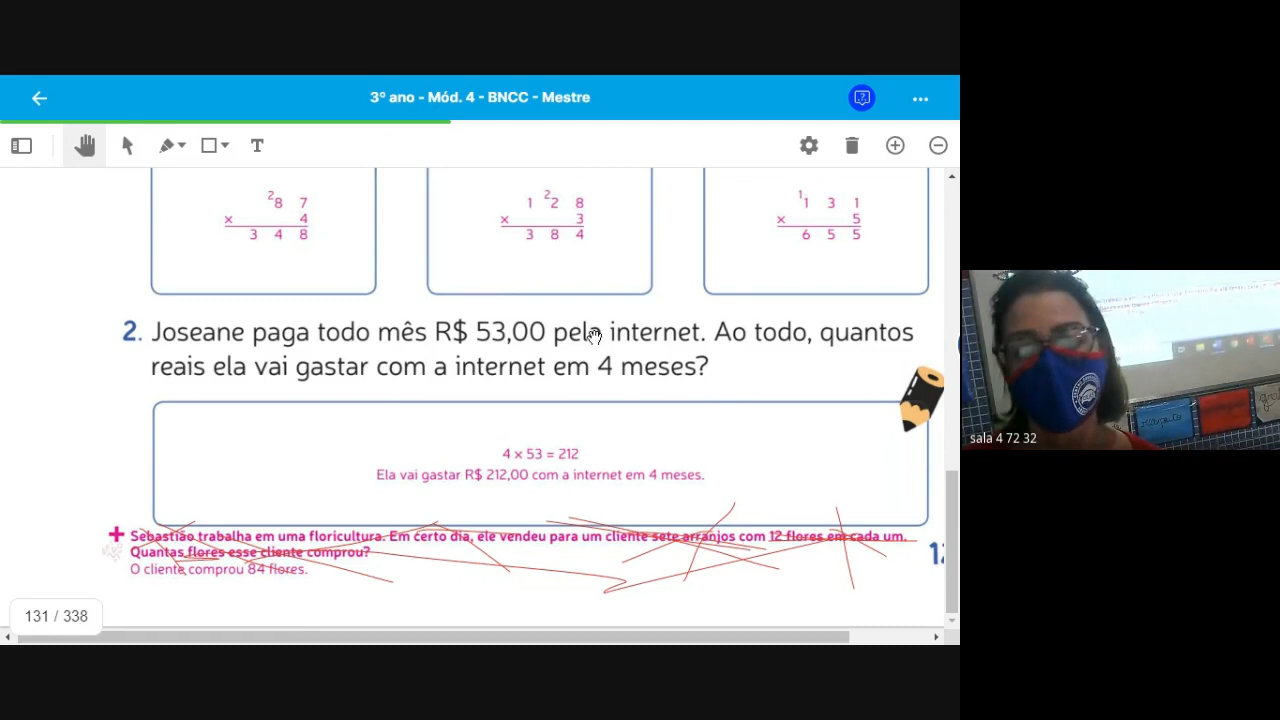 3º ano - Mód. 4 - BNCC - Mestre
T
2
8 7
× 4
3 4 8
2
1 2 8
× 3
3 8 4
1
1 3 1
× 5
6 5 5
2. Joseane paga todo mês R$ 53,00 pela internet. Ao todo, quantos
reais ela vai gastar com a internet em 4 meses?
4 × 53 = 212
Ela vai gastar R$ 212,00 com a internet em 4 meses.
+ Sebastião trabalha em uma floricultura. Em certo dia, ele vendeu para um cliente sete arranjos com 12 flores em cada um.
Quantas flores esse cliente comprou?
O cliente comprou 84 flores.
131 / 338
sala 4 72 32